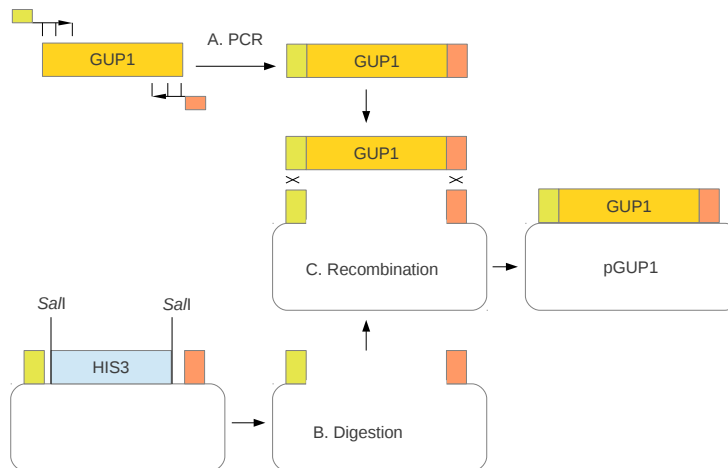 A. PCR
GUP1
GUP1
GUP1
GUP1
C. Recombination
pGUP1
SalI
SalI
HIS3
B. Digestion